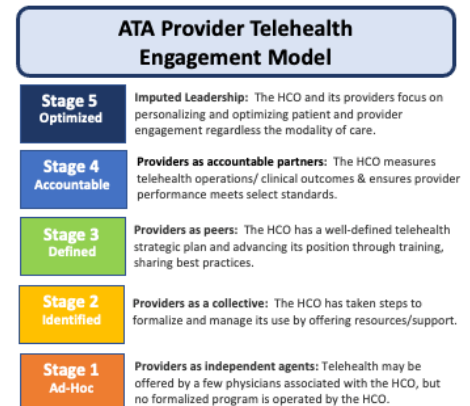 ATA Provider Telehealth
Engagement Model
Stage 5
Optimized
Imputed Leadership: The HCO and its providers focus on
personalizing and optimizing patient and provider
engagement regardless the modality of care.
Stage 4
Accountable
Providers as accountable partners: The HCO measures
telehealth operations/ clinical outcomes & ensures provider
performance meets select standards.
Stage 3
Defined
Providers as peers: The HCO has a well-defined telehealth
strategic plan and advancing its position through training,
sharing best practices.
Stage 2
Identified
Providers as a collective: The HCO has taken steps to
formalize and manage its use by offering resources/support.
Stage 1
Ad-Hoc
Providers as independent agents: Telehealth may be
offered by a few physicians associated with the HCO, but
no formalized program is operated by the HCO.